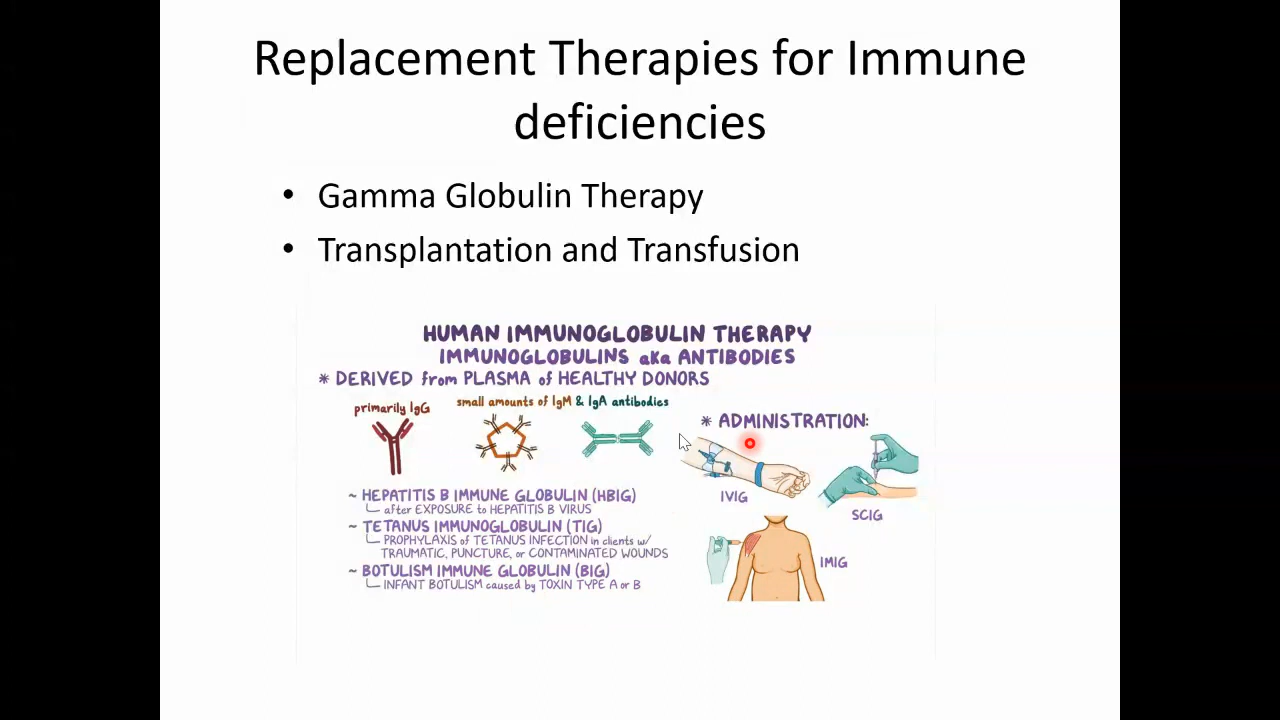 Replacement Therapies for Immune
deficiencies
• Gamma Globulin Therapy
• Transplantation and Transfusion
HUMAN IMMUNOGLOBULIN THERAPY
IMMUNOGLOBULINS aKa ANTIBODIES
* DERIVED from PLASMA of HEALTHY DONORS
primarily IgG
small amounts of IgM & IgA antibodies
~ HEPATITIS B IMMUNE GLOBULIN (HBIG)
after EXPOSURE to HEPATITIS B VIRUS
~ TETANUS IMMUNOGLOBULIN (TIG)
PROPHYLAXIS of TETANUS INFECTION in clients w/
TRAUMATIC, PUNCTURE, or CONTAMINATED WOUNDS
~ BOTULISM IMMUNE GLOBULIN (BIG)
INFANT BOTULISM caused by TOXIN TYPE A or B
* ADMINISTRATION:
IVIG
SCIG
IMIG